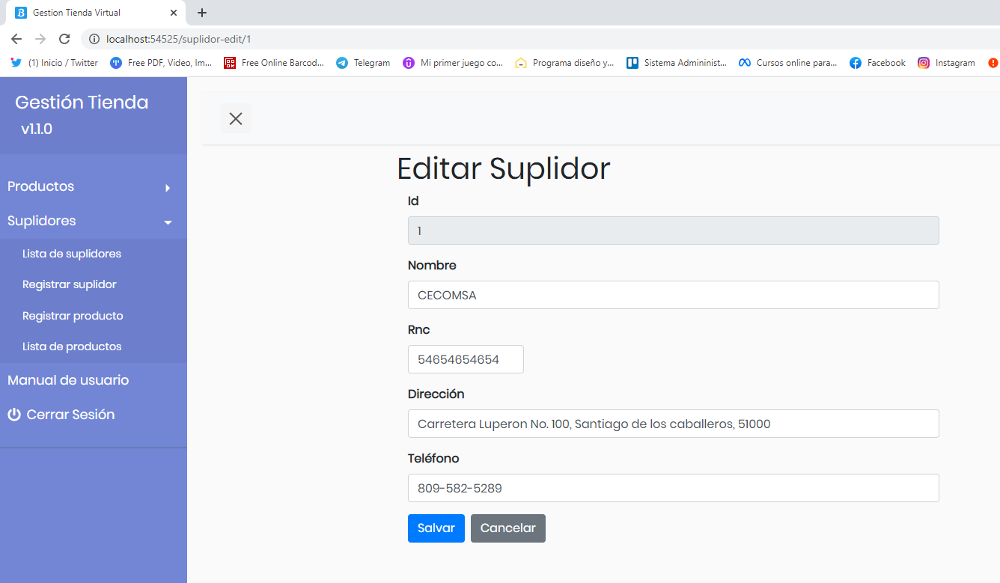 Gestion Tienda Virtual
localhost:54525/suplidor-edit/1
(1) Inicio / Twitter
Free PDF, Video, Im...
Free Online Barcod...
Telegram
Mi primer juego co...
Programa diseño y...
Sistema Admininist...
Cursos online para...
Facebook
Instagram
Gestión Tienda
v1.1.0
Productos
Suplidores
Lista de suplidores
Registrar suplidor
Registrar producto
Lista de productos
Manual de usuario
Cerrar Sesión
Editar Suplidor
Id
1
Nombre
CECOMSA
Rnc
54654654654
Dirección
Carretera Luperon No. 100, Santiago de los caballeros, 51000
Teléfono
809-582-5289
Salvar
Cancelar